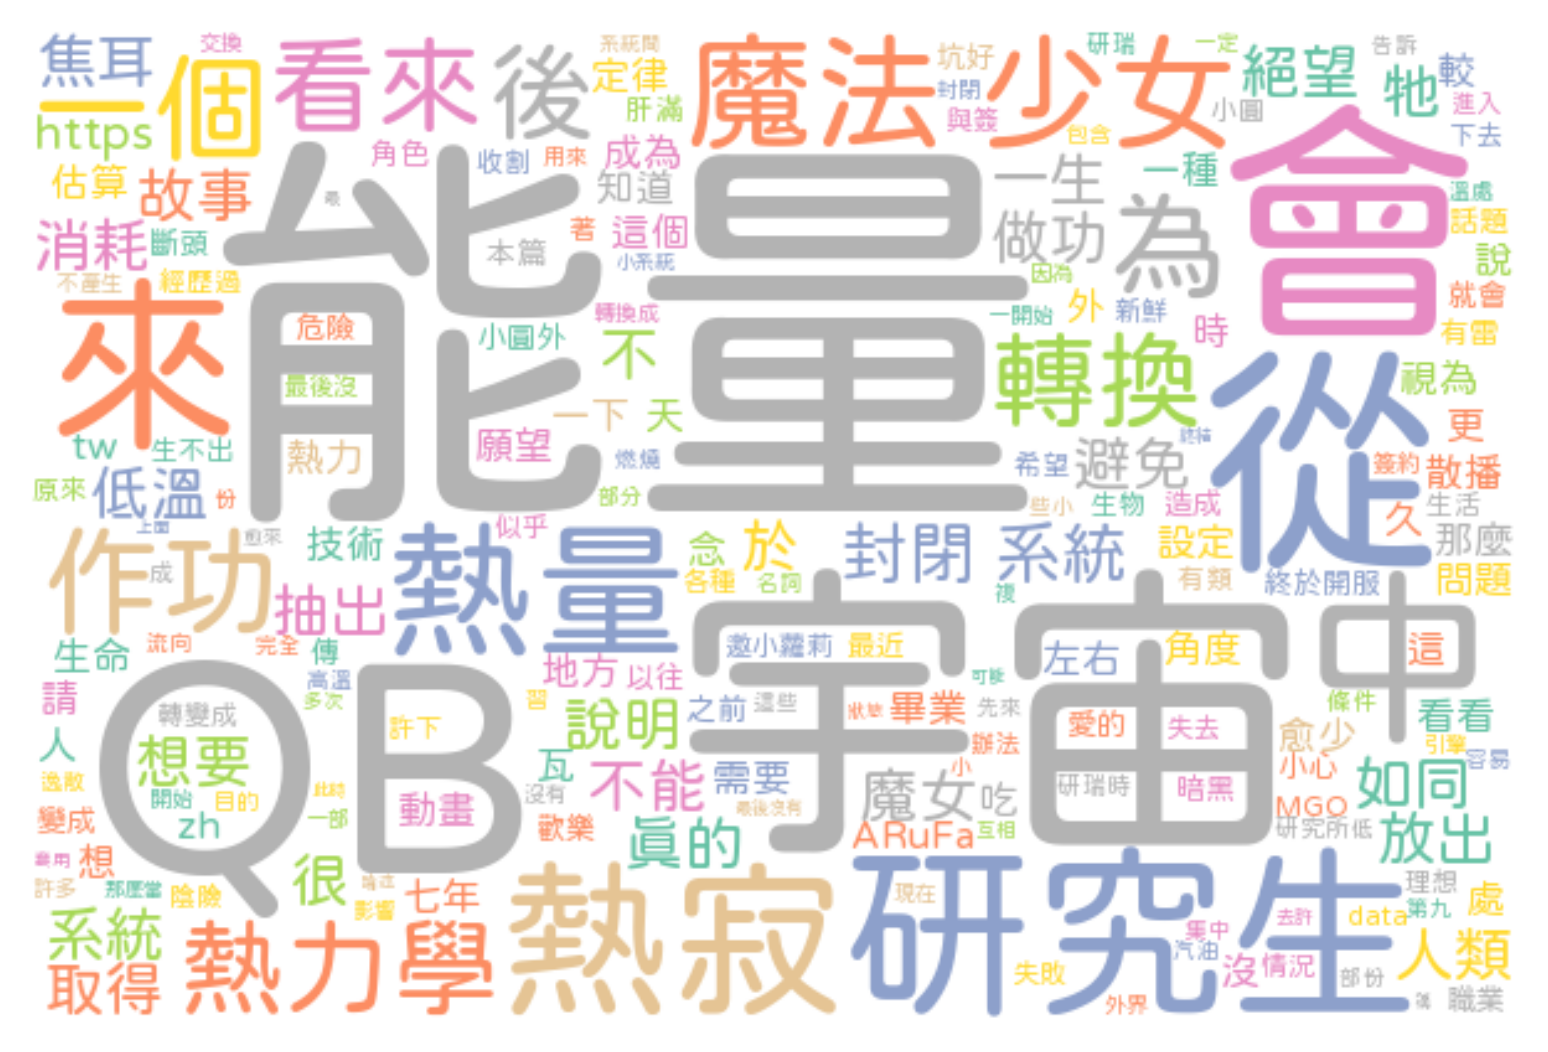 焦耳
交換
一個
看來
後
系統間
定律
魔法少女
坑好
研瑞
一定
絕望
告訴
牠
較
https
肝滿
封閉
與簽
包含
小圓
進入
下去
估算
故事
角色
收割
用來
成為
知道
最
一生
一種
會
溫處
話題
消耗
斷頭
能量
本篇
著
這個
小系統
做功
為
因為
說
不產生
經歷過
轉換成
一開始
外
新鮮
時
就會
有雷
來
危險
小圓外
不
轉換
從
視為
最後沒
一下
天
更
tw
生不出
熱力
願望
燃燒
希望
避免
終結
簽約
散播
原來
低溫
份
部分
些小
生物
造成
久
生活
上面
愈來
技術
似乎
念
於
封閉系統
設定
那麼
作功
成
抽出
熱量
各種
名詞
複
有類
終於開服
問題
生命
流向
完全
傳
地方
以往
宇宙
邀小蘿莉
最近
左右
角度
中
這
請
高溫
多次
習
之前
這些
狀態
畢業
先來
可能
條件
QB
轉變成
許下
說明
辦法
愛的
失去
愈少
看看
引擎
人
想要
瓦
不能
需要
小
小心
容易
逸散
開始
目的
此時
動畫
沒有
最後沒有
魔女
吃
研瑞時
暗黑
如同
變成
zh
一部
歡樂
真的
ARuFa
互相
MGO
研究所低
放出
想
很
許多
那麼當
陰險
影響
七年
熱寂
現在
研究生
理想
第九
處
系統
去許
data
集中
取得
熱力學
失敗
外界
汽油
沒
情況
部份
人類
職業